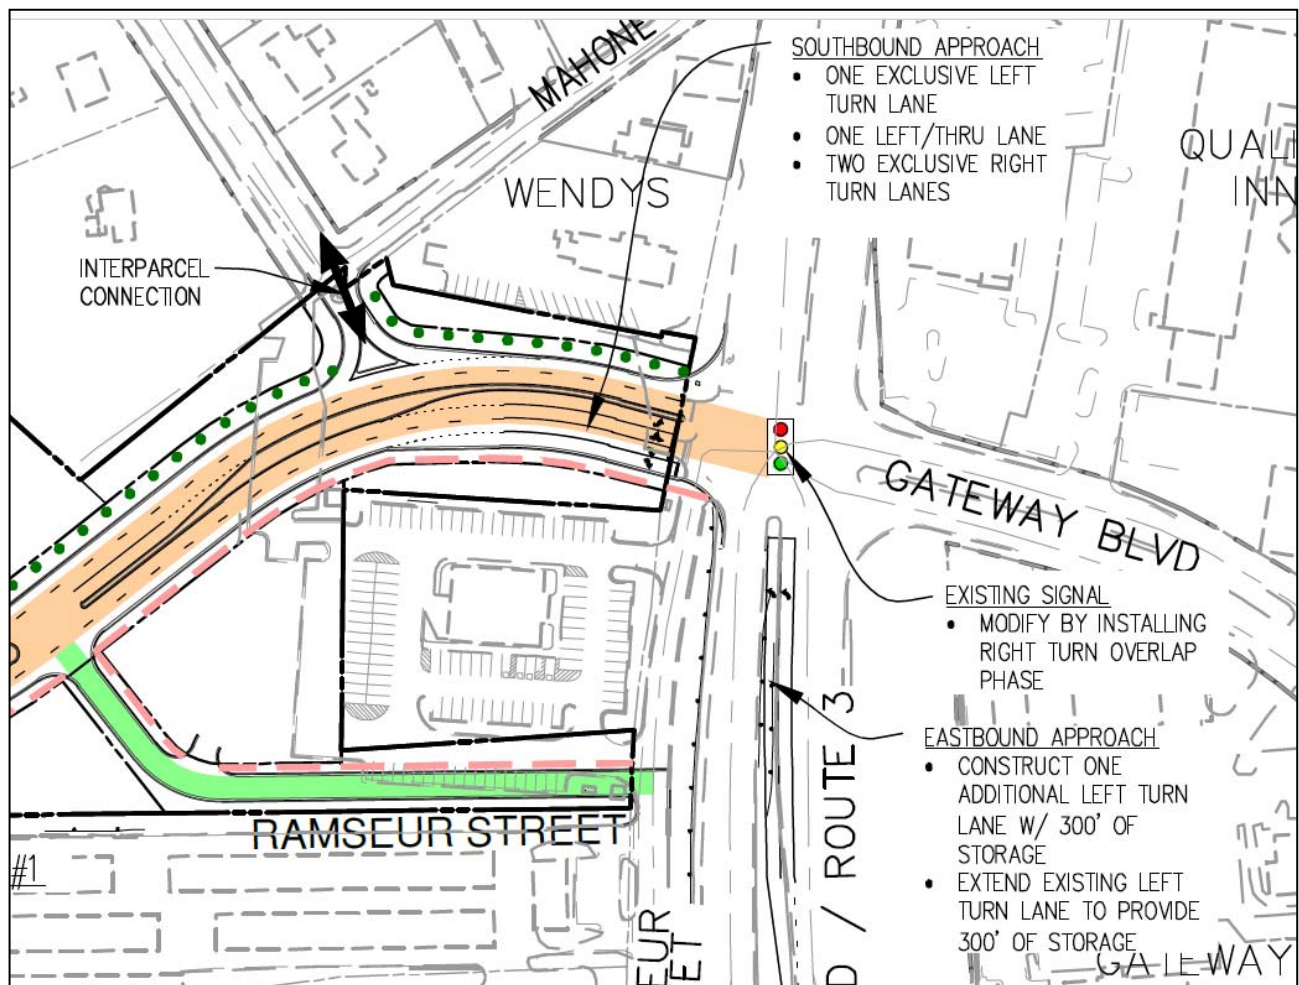 MAHONE
SOUTHBOUND APPROACH
• ONE EXCLUSIVE LEFT
TURN LANE
• ONE LEFT/THRU LANE
• TWO EXCLUSIVE RIGHT
TURN LANES
WENDYS
INTERPARCEL
CONNECTION
GATEWAY BLVD
EXISTING SIGNAL
• MODIFY BY INSTALLING
RIGHT TURN OVERLAP
PHASE
EASTBOUND APPROACH
• CONSTRUCT ONE
ADDITIONAL LEFT TURN
LANE W/ 300' OF
STORAGE
• EXTEND EXISTING LEFT
TURN LANE TO PROVIDE
300' OF STORAGE
RAMSEUR STREET
#1
/ ROUTE 3
GATEWAY
INN